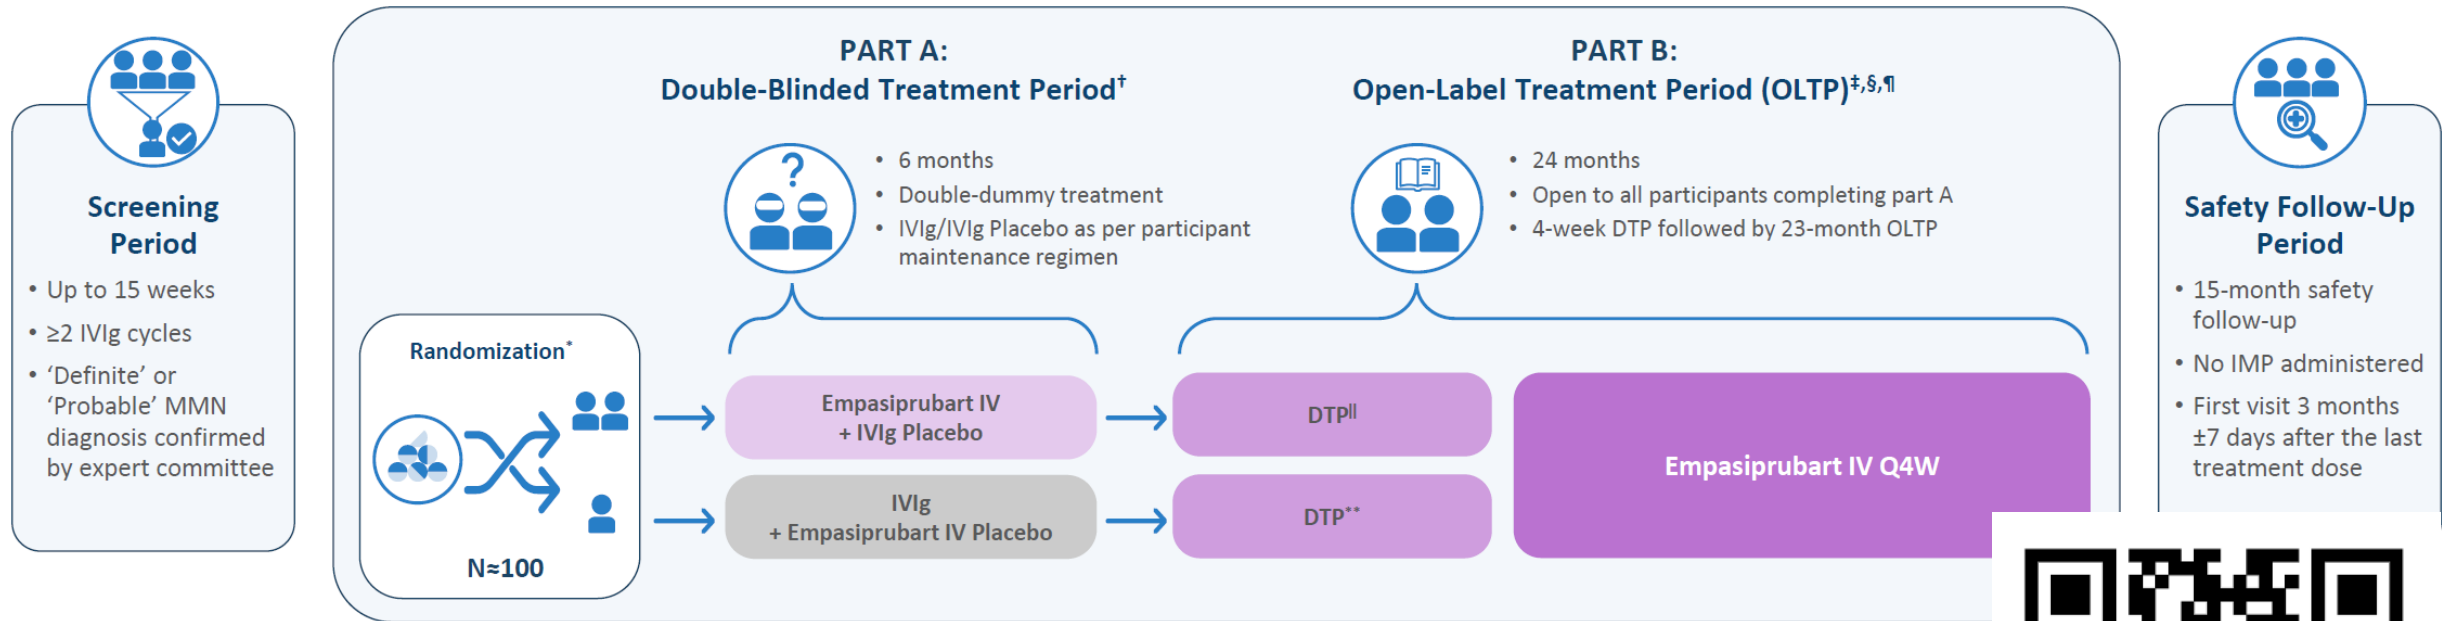 Screening
Period
• Up to 15 weeks
• ≥2 IVIg cycles
• ‘Definite’ or
‘Probable’ MMN
diagnosis confirmed
by expert committee
PART A:
Double-Blinded Treatment Period†
• 6 months
• Double-dummy treatment
• IVIg/IVIg Placebo as per participant
maintenance regimen
PART B:
Open-Label Treatment Period (OLTP)‡,§,¶
• 24 months
• Open to all participants completing part A
• 4-week DTP followed by 23-month OLTP
Randomization*
N≈100
?
Empasiprubart IV
+ IVIg Placebo
IVIg
+ Empasiprubart IV Placebo
DTP||
DTP**
Empasiprubart IV Q4W
Safety Follow-Up
Period
• 15-month safety
follow-up
• No IMP administered
• First visit 3 months
±7 days after the last
treatment dose